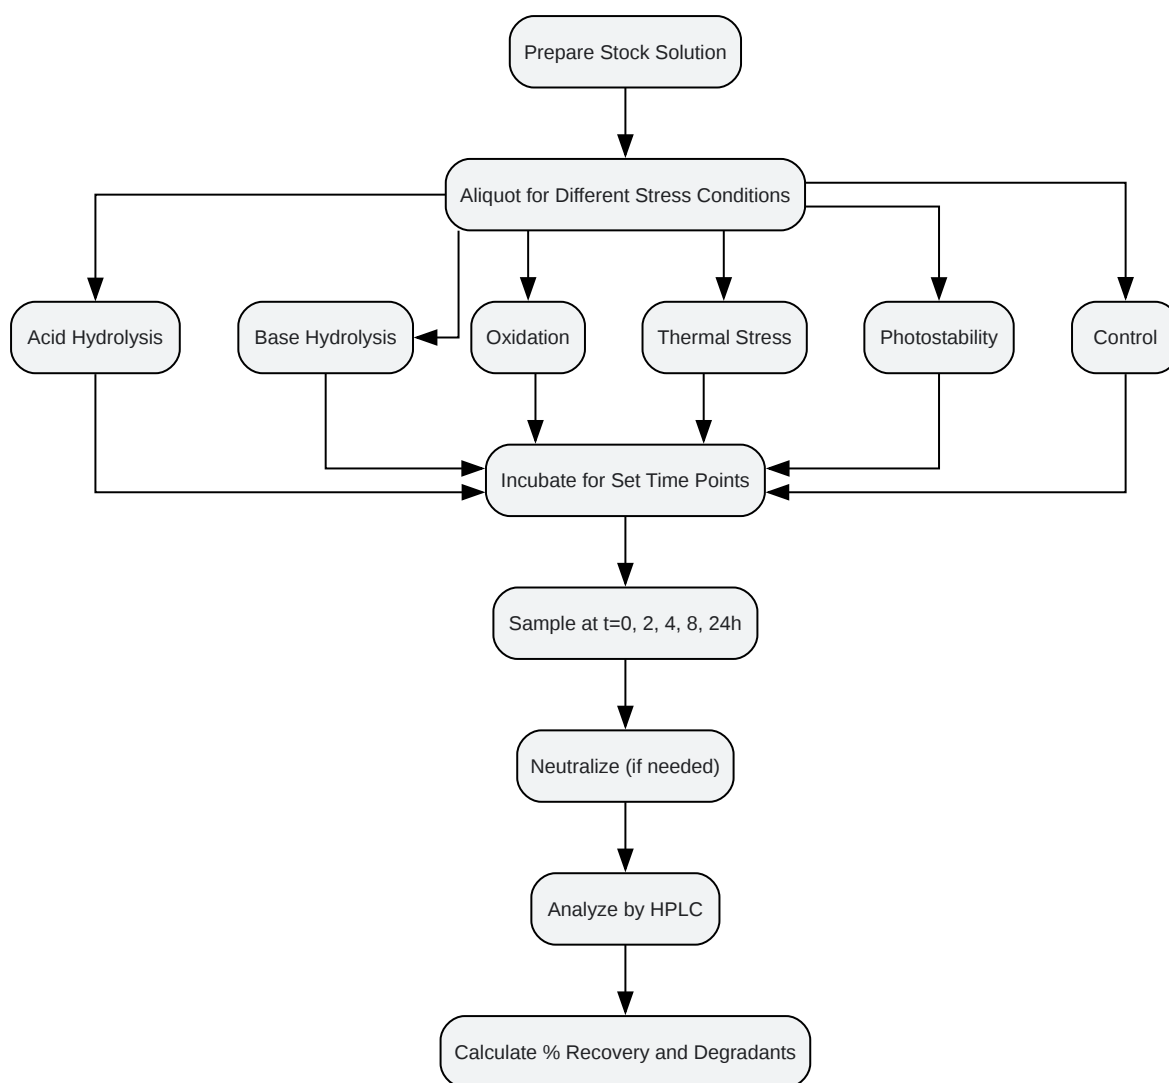 Prepare Stock Solution
Aliquot for Different Stress Conditions
Acid Hydrolysis
Base Hydrolysis
Oxidation
Thermal Stress
Photostability
Control
Incubate for Set Time Points
Sample at t=0, 2, 4, 8, 24h
Neutralize (if needed)
Analyze by HPLC
Calculate % Recovery and Degradants